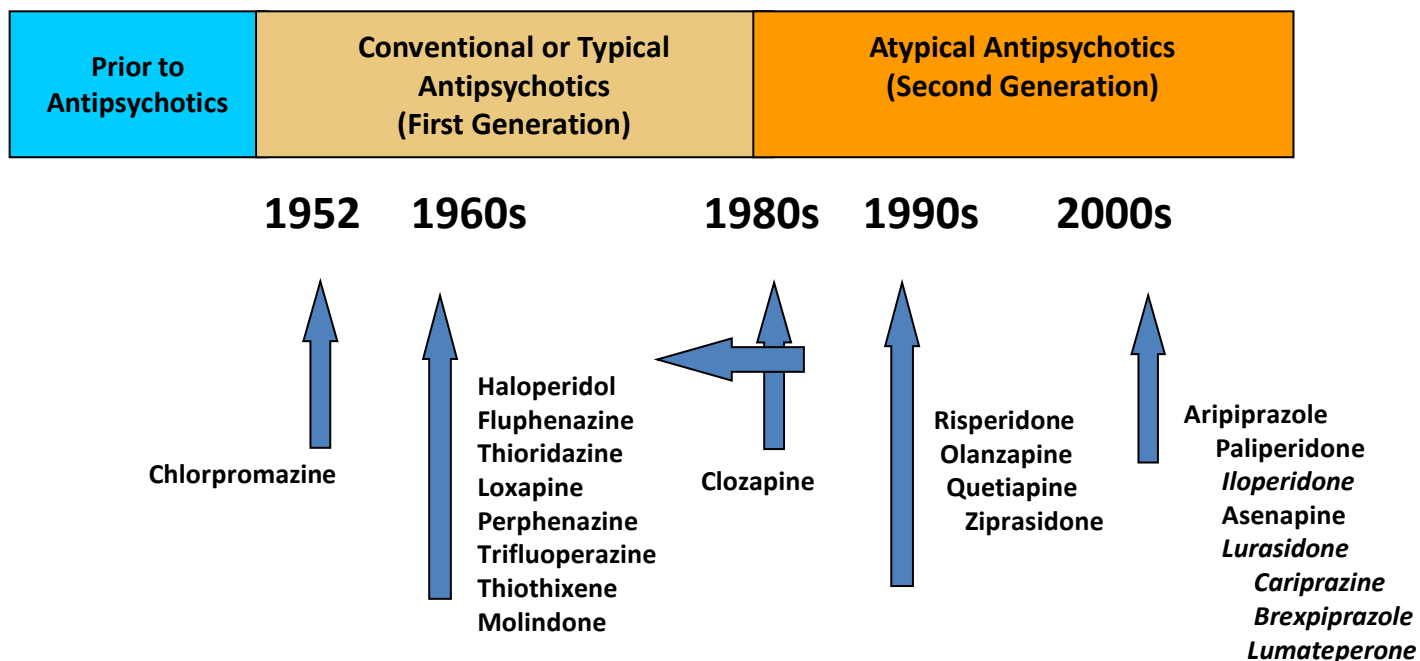 Prior to
Antipsychotics
Conventional or Typical
Antipsychotics
(First Generation)
Atypical Antipsychotics
(Second Generation)
1952
1960s
1980s
1990s
2000s
Chlorpromazine
Haloperidol
Fluphenazine
Thioridazine
Loxapine
Perphenazine
Trifluoperazine
Thiothixene
Molindone
Clozapine
Risperidone
Olanzapine
Quetiapine
Ziprasidone
Aripiprazole
Paliperidone
Iloperidone
Asenapine
Lurasidone
Cariprazine
Brexpiprazole
Lumateperone